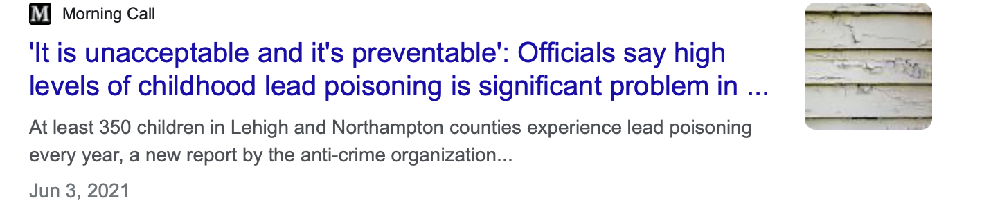 M Morning Call
'It is unacceptable and it's preventable': Officials say high
levels of childhood lead poisoning is significant problem in ...
At least 350 children in Lehigh and Northampton counties experience lead poisoning
every year, a new report by the anti-crime organization...
Jun 3, 2021